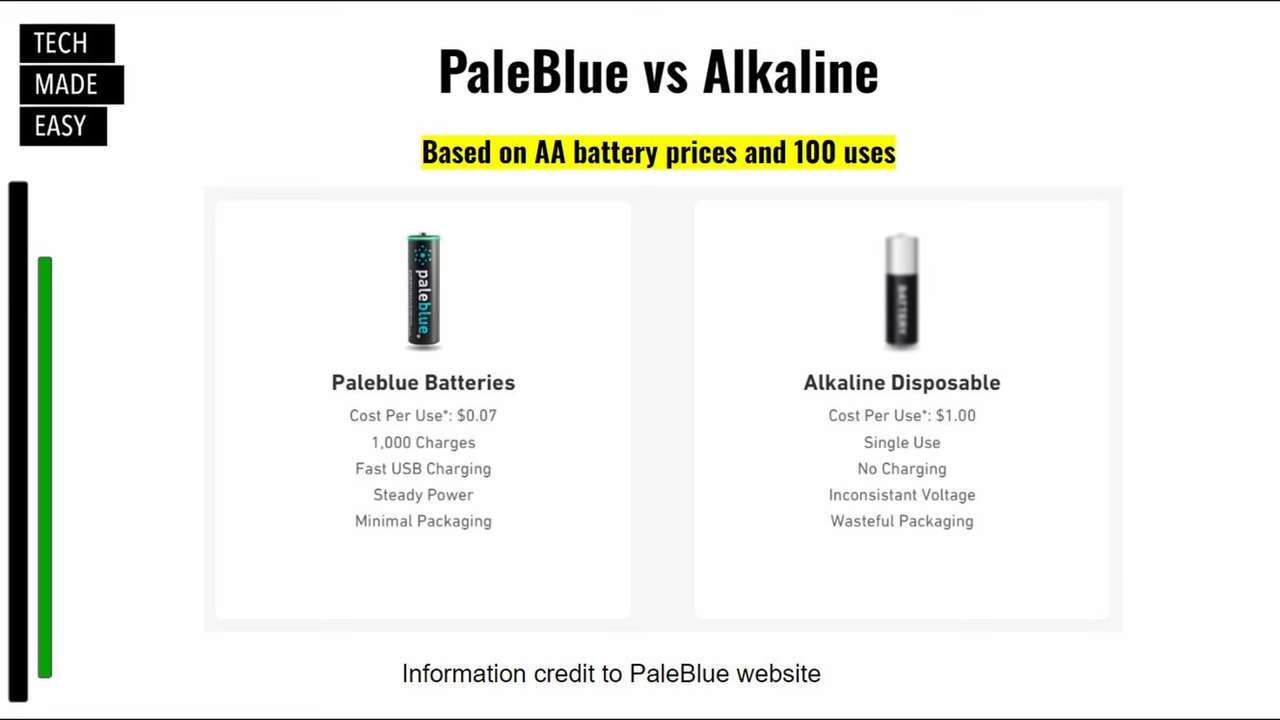 TECH
MADE
EASY
PaleBlue vs Alkaline
Based on AA battery prices and 100 uses
paleblue
BATTERY
Paleblue Batteries
Cost Per Use*: $0.07
1,000 Charges
Fast USB Charging
Steady Power
Minimal Packaging
Alkaline Disposable
Cost Per Use*: $1.00
Single Use
No Charging
Inconsistant Voltage
Wasteful Packaging
Information credit to PaleBlue website